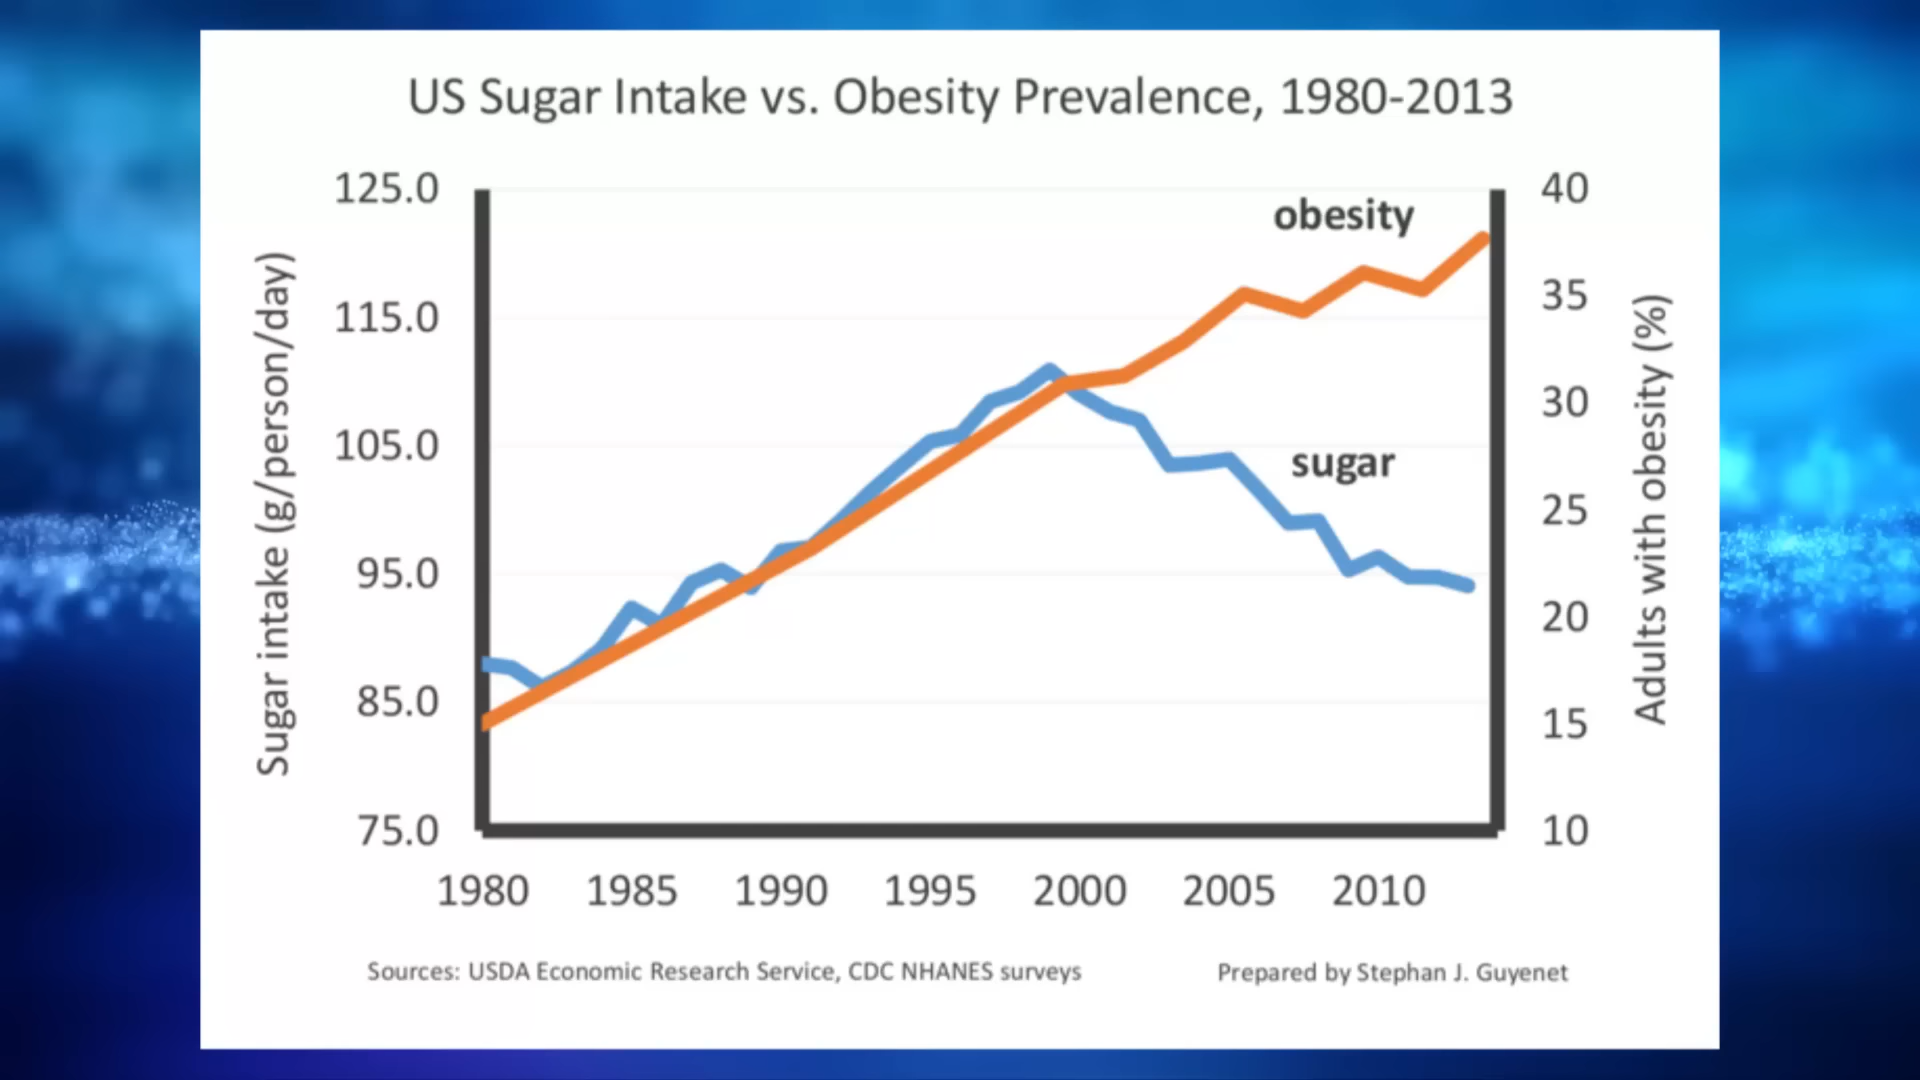 US Sugar Intake vs. Obesity Prevalence, 1980-2013
125.0
115.0
105.0
95.0
85.0
75.0
Sugar intake (g/person/day)
obesity
sugar
40
35
30
25
20
15
10
Adults with obesity (%)
1980 1985 1990 1995 2000 2005 2010
Sources: USDA Economic Research Service, CDC NHANES surveys
Prepared by Stephan J. Guyenet